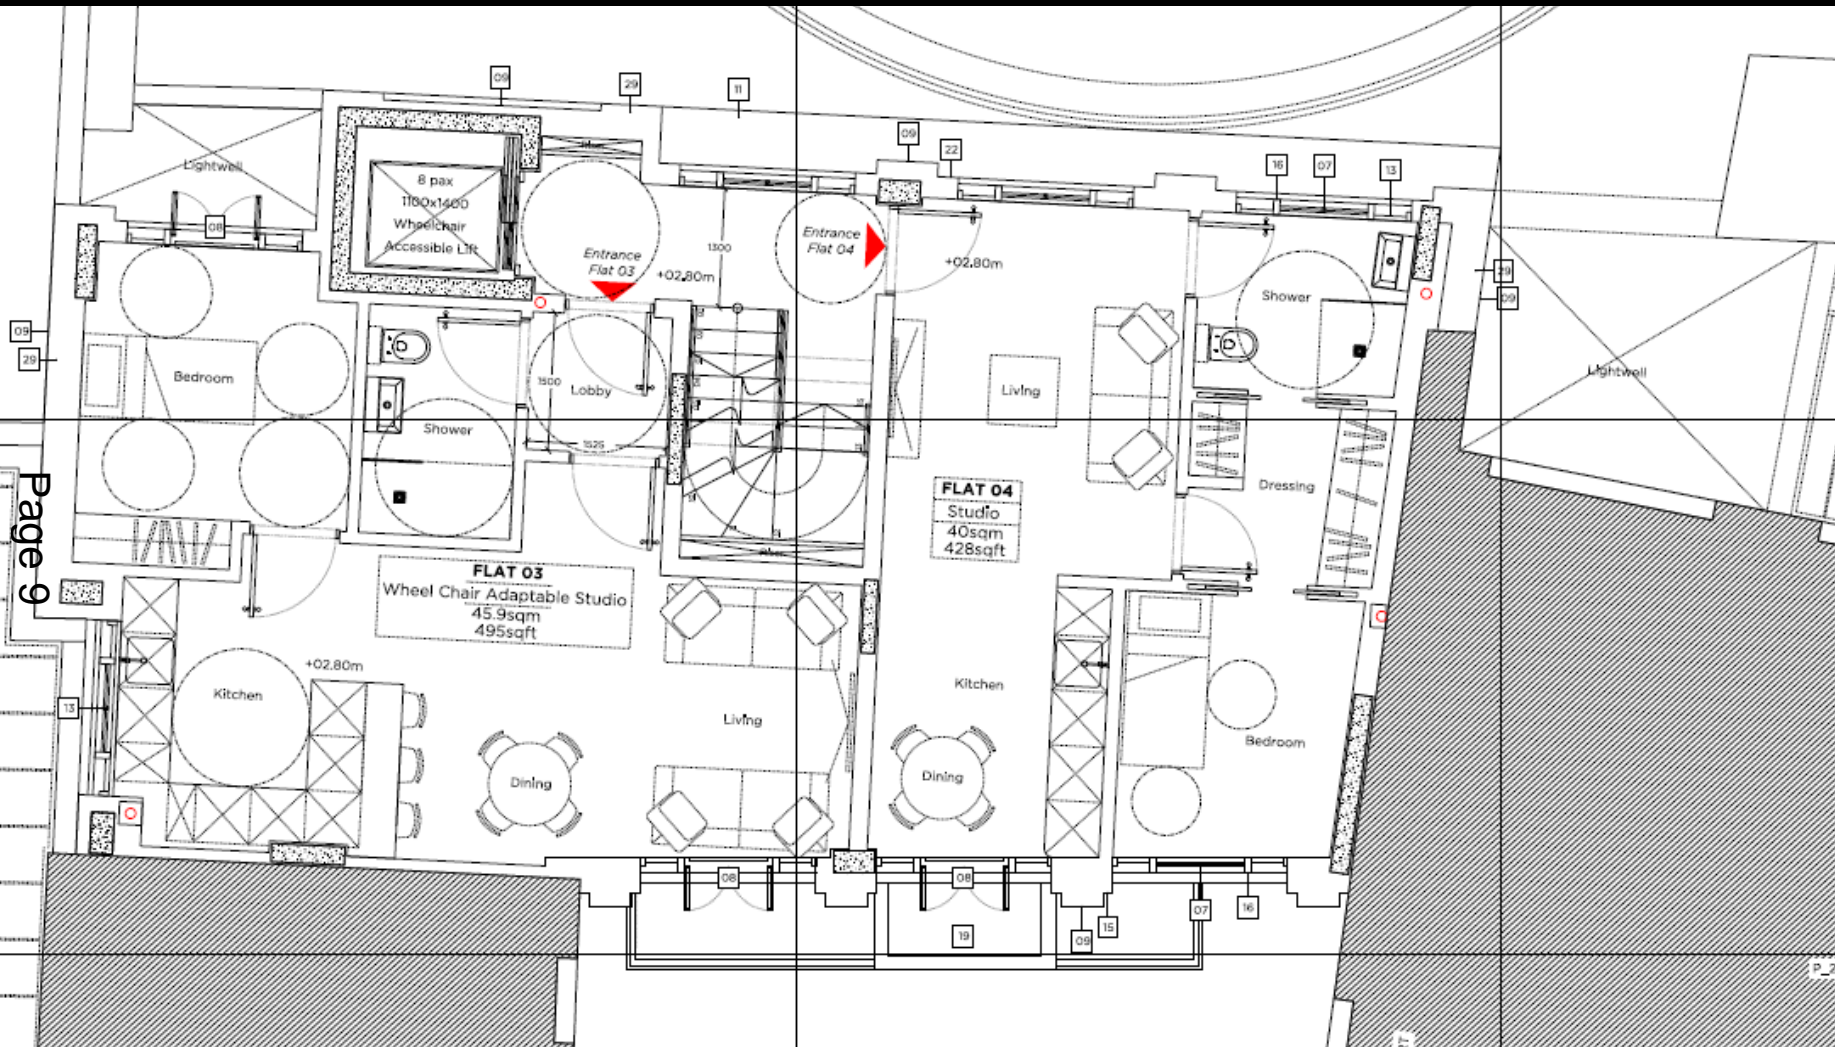 09
29
11
09
22
16
07
13
Lightwell
8 pax
1100x1400
Wheelchair
Accessible Lift
08
Entrance
Flat 03
+02.80m
1300
Entrance
Flat 04
+02.80m
Shower
29
09
09
29
Bedroom
1500
Lobby
Living
Lightwell
Shower
1525
Dressing
Page 9
FLAT 04
Studio
40sqm
428sqft
FLAT 03
Wheel Chair Adaptable Studio
45.9sqm
495sqft
+02.80m
Kitchen
13
Living
Kitchen
Bedroom
Dining
Dining
08
08
07
16
15
09
19
P_2